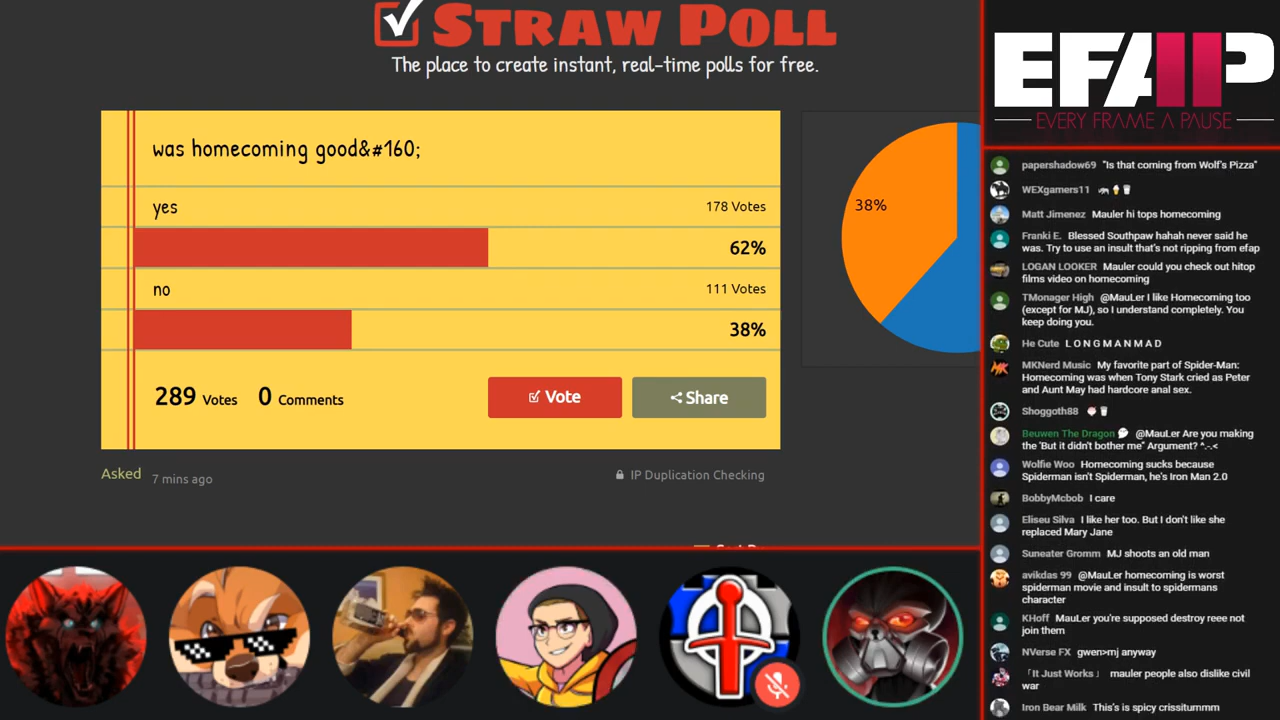 STRAW POLL
The place to create instant, real-time polls for free.
was homecoming good&#160;
yes
178 Votes
62%
no
111 Votes
38%
289 Votes
0 Comments
Vote
Share
Asked
7 mins ago
IP Duplication Checking
38%
EFAP
EVERY FRAME A PAUSE
papershadow69 "Is that coming from Wolf's Pizza"
WEXgamers11
Matt Jimenez Mauler hi tops homecoming
Franki E. Blessed Southpaw hahah never said he
was. Try to use an insult that's not ripping from efap
LOGAN LOOKER Mauler could you check out hitop
films video on homecoming
TMonager High @MauLer I like Homecoming too
(except for MJ), so I understand completely. You
keep doing you.
He Cute L O N G M A N M A D
MKNerd Music My favorite part of Spider-Man:
Homecoming was when Tony Stark cried as Peter
and Aunt May had hardcore anal sex.
Shoggoth88
Beuwen The Dragon @MauLer Are you making
the 'But it didn't bother me" Argument? ^.-.<
Wolfie Woo Homecoming sucks because
Spiderman isn't Spiderman, he's Iron Man 2.0
BobbyMcbob I care
Eliseu Silva I like her too. But I don't like she
replaced Mary Jane
Suneater Gromm MJ shoots an old man
avikdas 99 @MauLer homecoming is worst
spiderman movie and insult to spidermans
character
KHoff MauLer you're supposed destroy reee not
join them
NVerse FX gwen>mj anyway
「It Just Works」 mauler people also dislike civil
war
Iron Bear Milk This's is spicy crissitummm